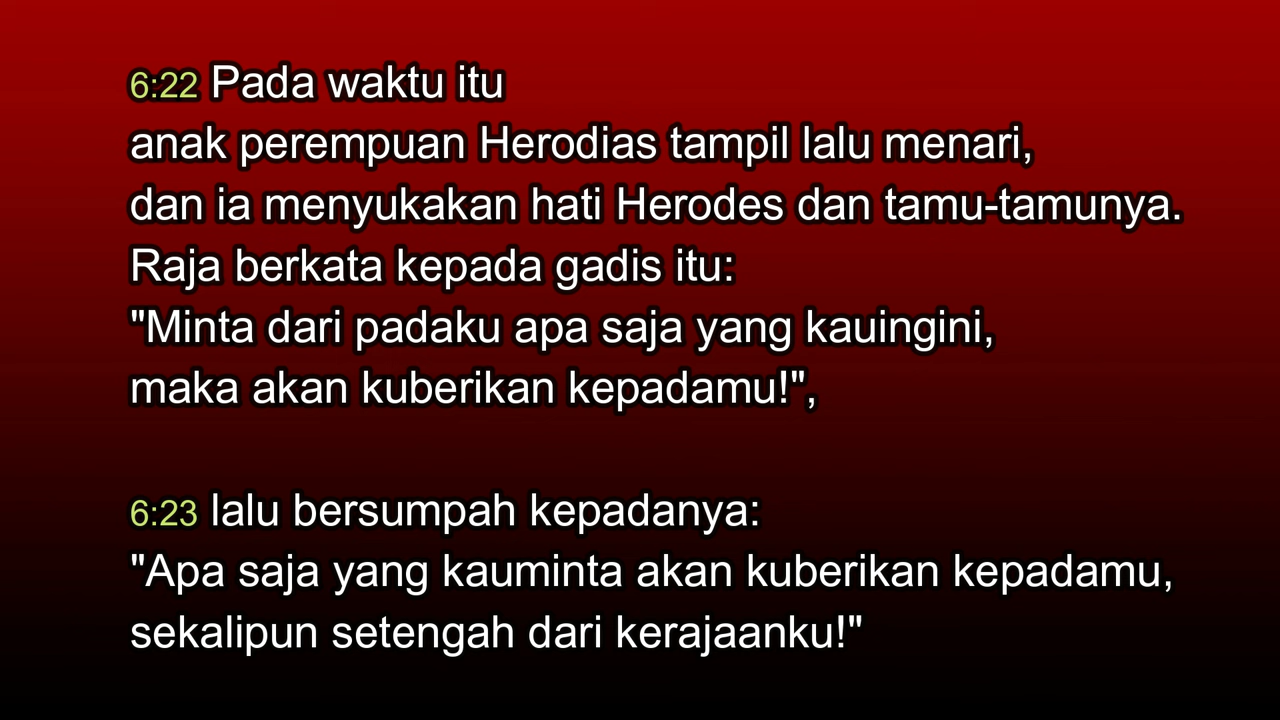 6:22 Pada waktu itu
anak perempuan Herodias tampil lalu menari,
dan ia menyukakan hati Herodes dan tamu-tamunya.
Raja berkata kepada gadis itu:
"Minta dari padaku apa saja yang kauingini,
maka akan kuberikan kepadamu!",
6:23 lalu bersumpah kepadanya:
"Apa saja yang kauminta akan kuberikan kepadamu,
sekalipun setengah dari kerajaanku!"